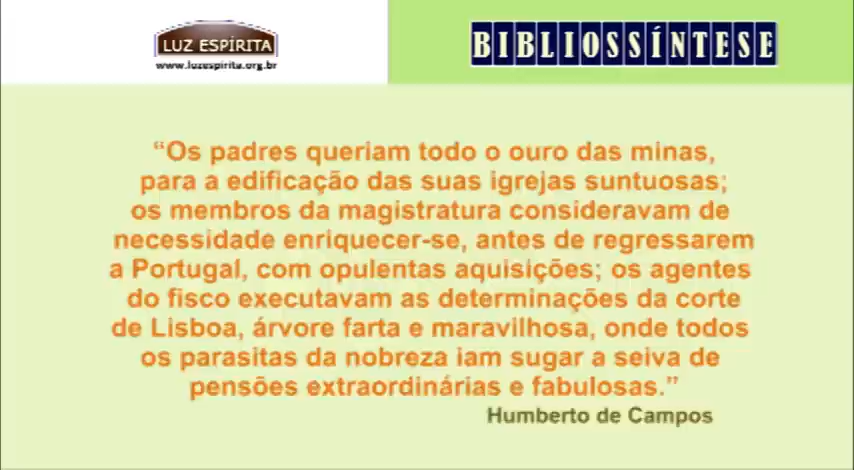 LUZ ESPÍRITA
www.luzespirita.org.br
BIBLIOSSÍNTESE
“Os padres queriam todo o ouro das minas,
para a edificação das suas igrejas suntuosas;
os membros da magistratura consideravam de
necessidade enriquecer-se, antes de regressarem
a Portugal, com opulentas aquisições; os agentes
do fisco executavam as determinações da corte
de Lisboa, árvore farta e maravilhosa, onde todos
os parasitas da nobreza iam sugar a seiva de
pensões extraordinárias e fabulosas.”
Humberto de Campos